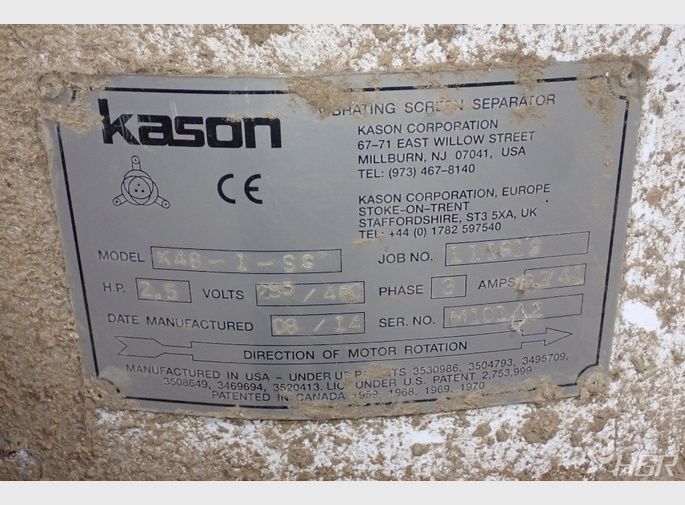 kason
VIBRATING SCREEN SEPARATOR
KASON CORPORATION
67-71 EAST WILLOW STREET
MILLBURN, NJ 07041, USA
TEL: (973) 467-8140
CE
KASON CORPORATION, EUROPE
STOKE-ON-TRENT
STAFFORDSHIRE, ST3 5XA, UK
TEL: +44 (0) 1782 597540
MODEL K48-1-SS JOB NO.
H.P. 2.5 VOLTS /460 PHASE 3 AMPS
DATE MANUFACTURED 08/14 SER. NO.
DIRECTION OF MOTOR ROTATION
MANUFACTURED IN USA - UNDER 3530986, 3504793, 3495709,
3508649, 3469694, 3520413. LIC. UNDER U.S. PATENT 2,753,999
PATENTED IN CANADA 1959, 1968, 1969, 1970
HGR